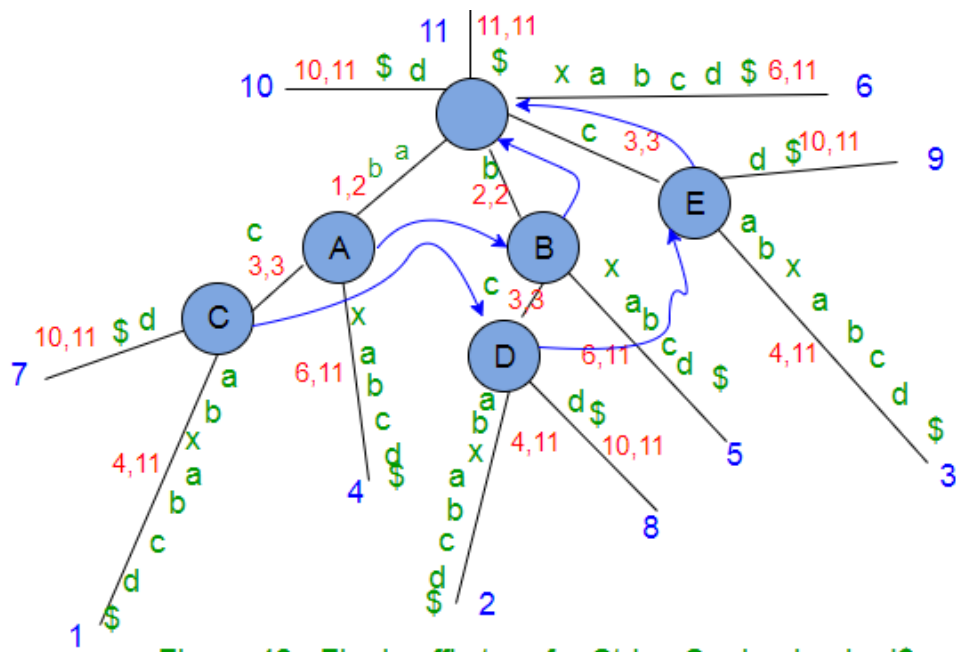 11
11,11
$
10
10,11
$ d
x a b c d $
6,11
6
a b
1,2
b
2,2
c
3,3
d $
10,11
9
A
B
E
c
3,3
c
3,3
a b x a b c d $
4,11
3
C
D
$ d
10,11
7
x a b c d $
6,11
4
x a b c d $
6,11
5
a b x a b c d $
4,11
1
a b x a b c d $
4,11
2
d $
10,11
8